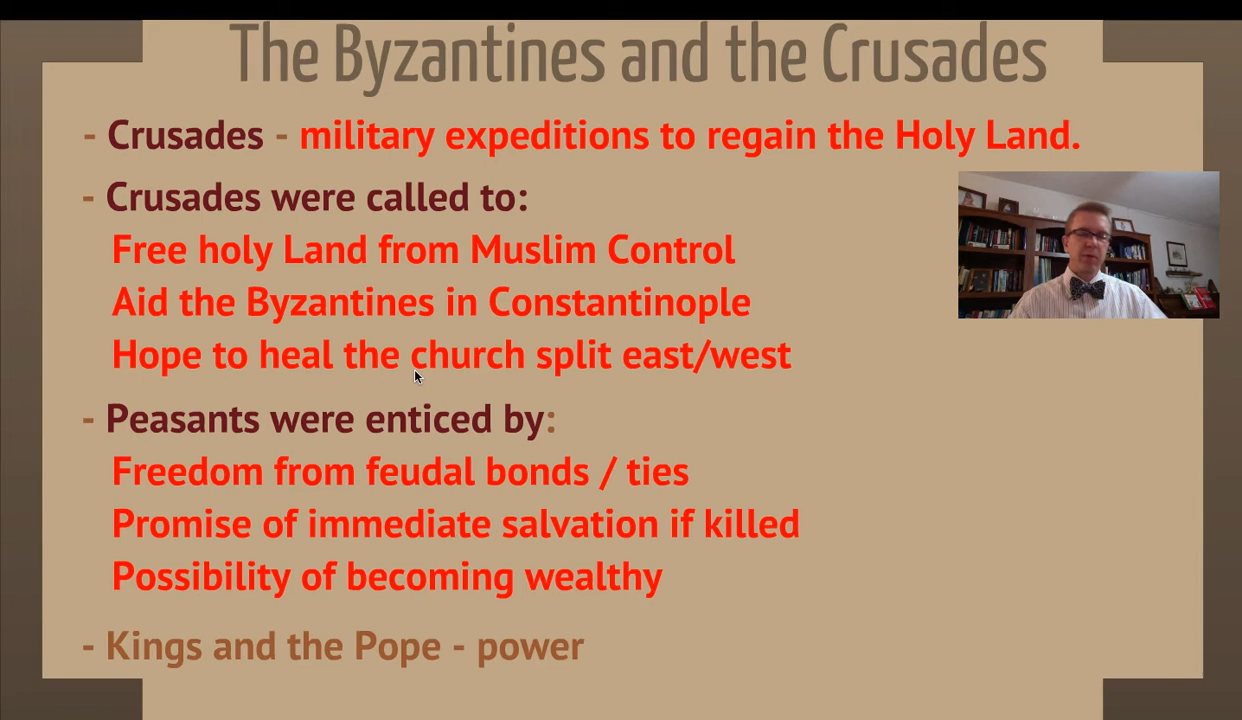 The Byzantines and the Crusades
- Crusades - military expeditions to regain the Holy Land.
- Crusades were called to:
Free holy Land from Muslim Control
Aid the Byzantines in Constantinople
Hope to heal the church split east/west
- Peasants were enticed by:
Freedom from feudal bonds / ties
Promise of immediate salvation if killed
Possibility of becoming wealthy
- Kings and the Pope - power